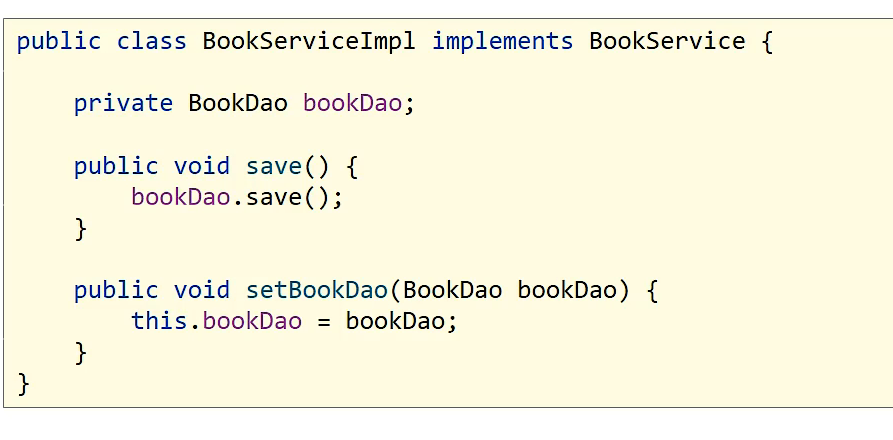 public class BookServiceImpl implements BookService {
private BookDao bookDao;
public void save() {
bookDao.save();
}
public void setBookDao(BookDao bookDao) {
this.bookDao = bookDao;
}
}